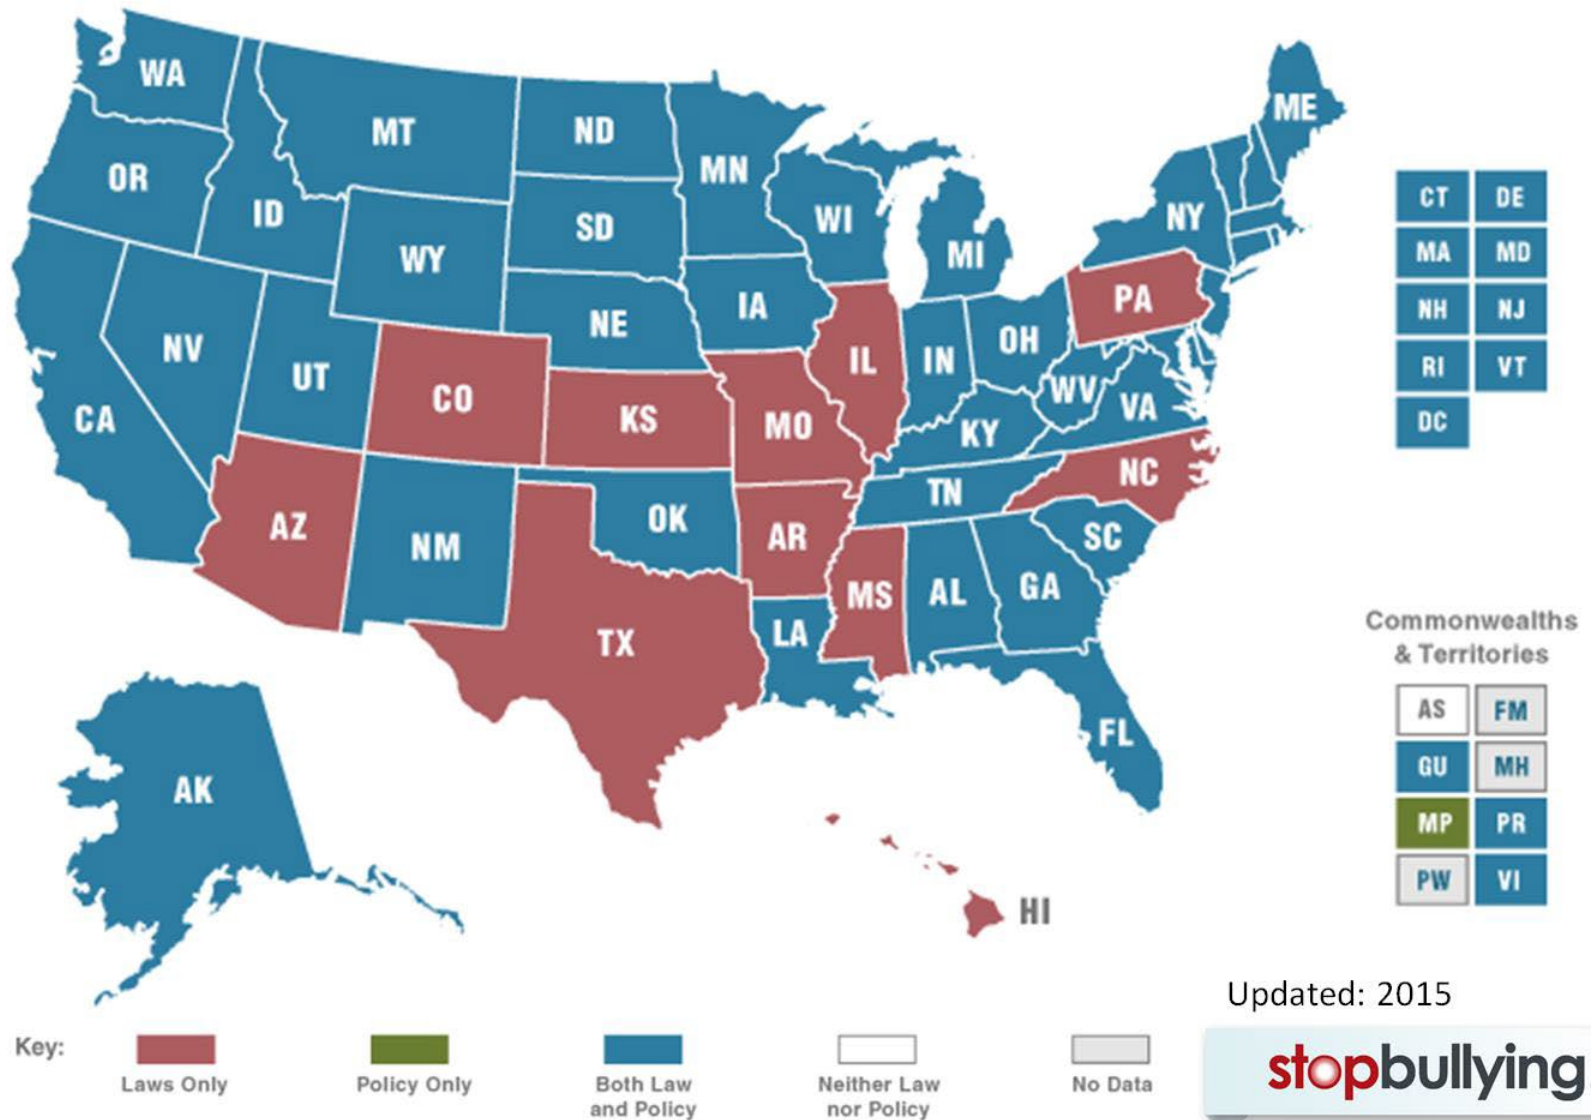 WA
MT
ND
MN
ME
OR
ID
SD
WI
NY
WY
MI
CT DE
MA MD
NH NJ
RI VT
DC
IA
PA
NE
NV
UT
IL
IN
OH
CO
KS
MO
WV
VA
CA
KY
NC
TN
AZ
NM
OK
AR
SC
MS
AL
GA
TX
LA
FL
AK
HI
Commonwealths
& Territories
AS FM
GU MH
MP PR
PW VI
Updated: 2015
Key:
Laws Only
Policy Only
Both Law
and Policy
Neither Law
nor Policy
No Data
stopbullying